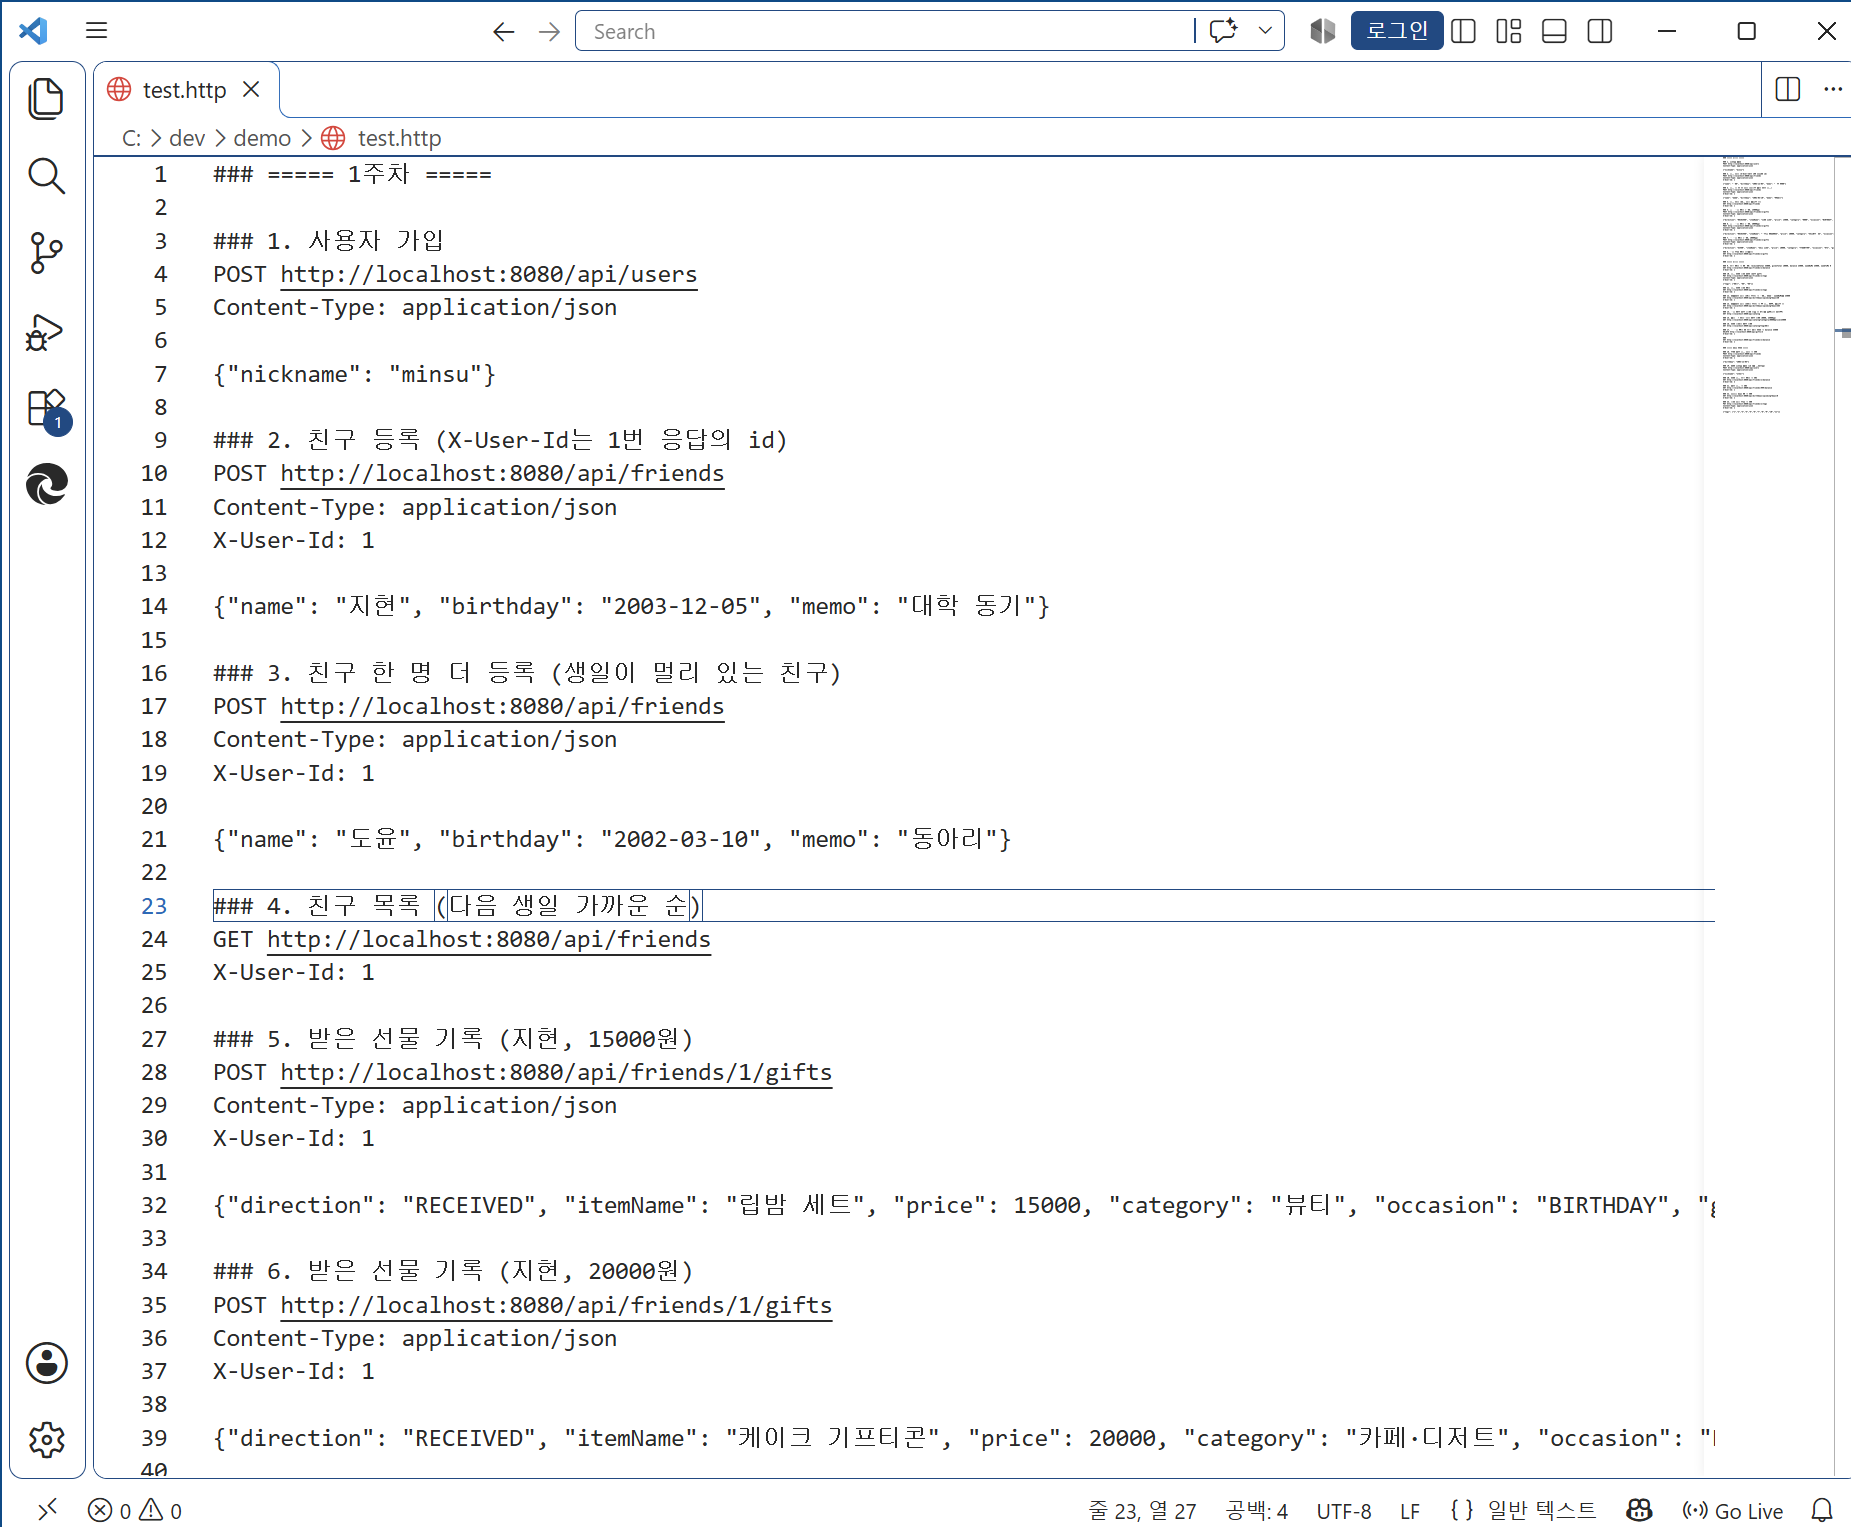 Search
로그인
test.http
C: > dev > demo > test.http
1 ### ===== 1주차 =====
2
3 ### 1. 사용자 가입
4 POST http://localhost:8080/api/users
5 Content-Type: application/json
6
7 {"nickname": "minsu"}
8
9 ### 2. 친구 등록 (X-User-Id는 1번 응답의 id)
10 POST http://localhost:8080/api/friends
11 Content-Type: application/json
12 X-User-Id: 1
13
14 {"name": "지현", "birthday": "2003-12-05", "memo": "대학 동기"}
15
16 ### 3. 친구 한 명 더 등록 (생일이 멀리 있는 친구)
17 POST http://localhost:8080/api/friends
18 Content-Type: application/json
19 X-User-Id: 1
20
21 {"name": "도윤", "birthday": "2002-03-10", "memo": "동아리"}
22
23 ### 4. 친구 목록 (다음 생일 가까운 순)
24 GET http://localhost:8080/api/friends
25 X-User-Id: 1
26
27 ### 5. 받은 선물 기록 (지현, 15000원)
28 POST http://localhost:8080/api/friends/1/gifts
29 Content-Type: application/json
30 X-User-Id: 1
31
32 {"direction": "RECEIVED", "itemName": "립밤 세트", "price": 15000, "category": "뷰티", "occasion": "BIRTHDAY", "
33
34 ### 6. 받은 선물 기록 (지현, 20000원)
35 POST http://localhost:8080/api/friends/1/gifts
36 Content-Type: application/json
37 X-User-Id: 1
38
39 {"direction": "RECEIVED", "itemName": "케이크 기프티콘", "price": 20000, "category": "카페·디저트", "occasion": "
40
1
0 0
줄 23, 열 27 공백: 4 UTF-8 LF { } 일반 텍스트 Go Live